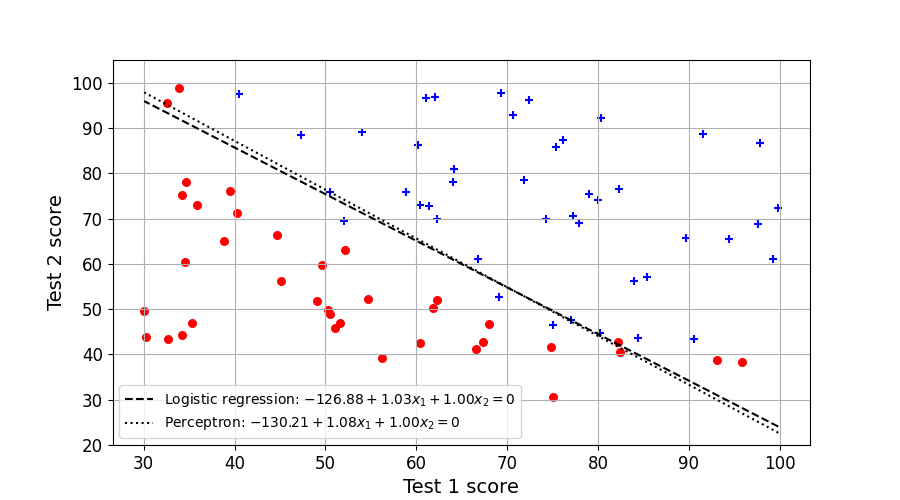 100
90
80
70
60
50
40
30
20
Test 2 score
Logistic regression: −126.88 + 1.03x₁ + 1.00x₂ = 0
Perceptron: −130.21 + 1.08x₁ + 1.00x₂ = 0
30 40 50 60 70 80 90 100
Test 1 score